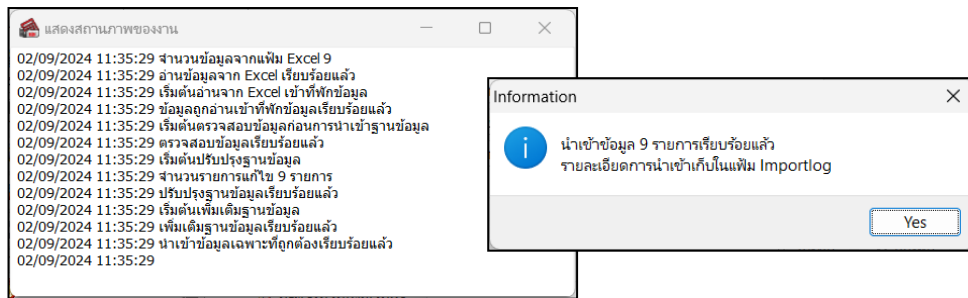 แสดงสถานภาพของงาน
02/09/2024 11:35:29 จำนวนข้อมูลจากแฟ้ม Excel 9
02/09/2024 11:35:29 อ่านข้อมูลจาก Excel เรียบร้อยแล้ว
02/09/2024 11:35:29 เริ่มต้นอ่านจาก Excel เข้าที่พักข้อมูล
02/09/2024 11:35:29 ข้อมูลถูกอ่านเข้าที่พักข้อมูลเรียบร้อยแล้ว
02/09/2024 11:35:29 เริ่มต้นตรวจสอบข้อมูลก่อนการนำเข้าฐานข้อมูล
02/09/2024 11:35:29 ตรวจสอบข้อมูลเรียบร้อยแล้ว
02/09/2024 11:35:29 เริ่มต้นปรับปรุงฐานข้อมูล
02/09/2024 11:35:29 จำนวนรายการแก้ไข 9 รายการ
02/09/2024 11:35:29 ปรับปรุงฐานข้อมูลเรียบร้อยแล้ว
02/09/2024 11:35:29 เริ่มต้นเพิ่มเติมฐานข้อมูล
02/09/2024 11:35:29 เพิ่มเติมฐานข้อมูลเรียบร้อยแล้ว
02/09/2024 11:35:29 นำเข้าข้อมูลเฉพาะที่ถูกต้องเรียบร้อยแล้ว
02/09/2024 11:35:29
Information
นำเข้าข้อมูล 9 รายการเรียบร้อยแล้ว
รายละเอียดการนำเข้าเก็บในแฟ้ม Importlog
Yes